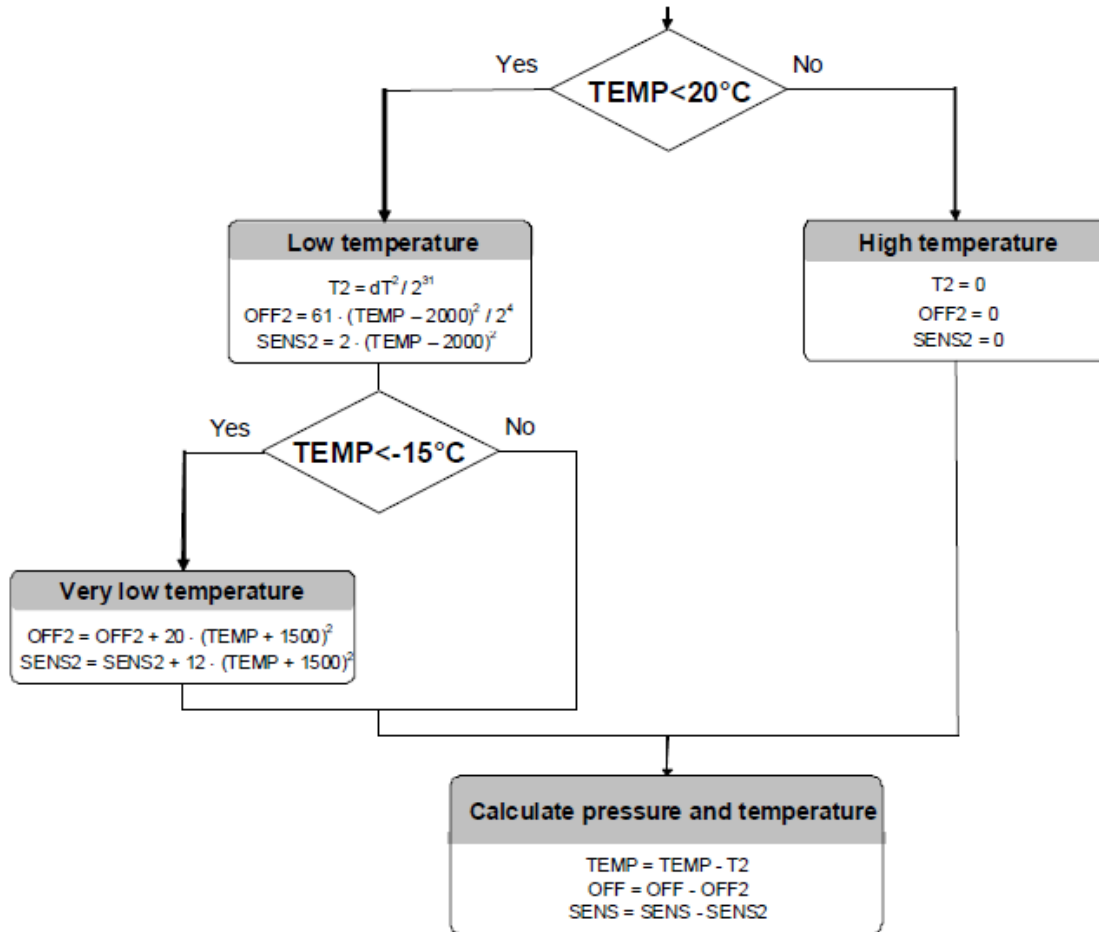 Yes
TEMP<20°C
No
Low temperature
T2 = dT² / 2³¹
OFF2 = 61 · (TEMP – 2000)² / 2⁴
SENS2 = 2 · (TEMP – 2000)²
High temperature
T2 = 0
OFF2 = 0
SENS2 = 0
Yes
TEMP<-15°C
No
Very low temperature
OFF2 = OFF2 + 20 · (TEMP + 1500)²
SENS2 = SENS2 + 12 · (TEMP + 1500)²
Calculate pressure and temperature
TEMP = TEMP - T2
OFF = OFF - OFF2
SENS = SENS - SENS2